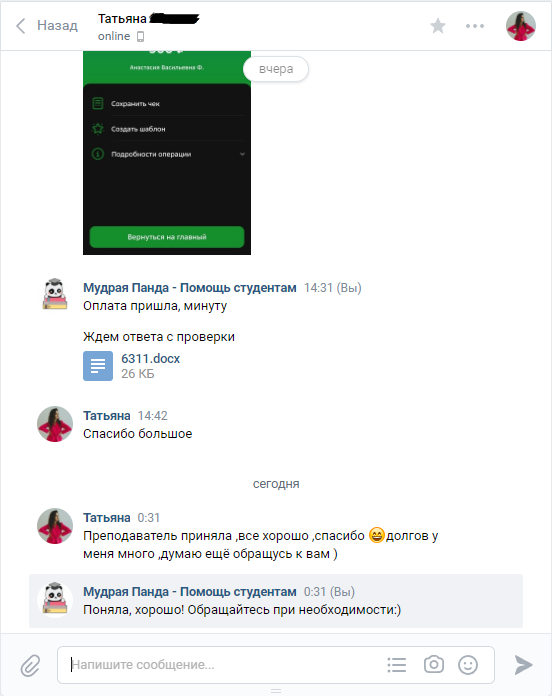 Назад
Татьяна
online
вчера
Анастасия Васильевна Ф.
Сохранить чек
Создать шаблон
Подробности операции
Вернуться на главный
Мудрая Панда - Помощь студентам 14:31 (Вы)
Оплата пришла, минуту
Ждем ответа с проверки
6311.docx
26 КБ
Татьяна 14:42
Спасибо большое
сегодня
Татьяна 0:31
Преподаватель приняла ,все хорошо ,спасибо 😄долгов у
меня много ,думаю ещё обращусь к вам )
Мудрая Панда - Помощь студентам 0:31 (Вы)
Поняла, хорошо! Обращайтесь при необходимости:)
Напишите сообщение...